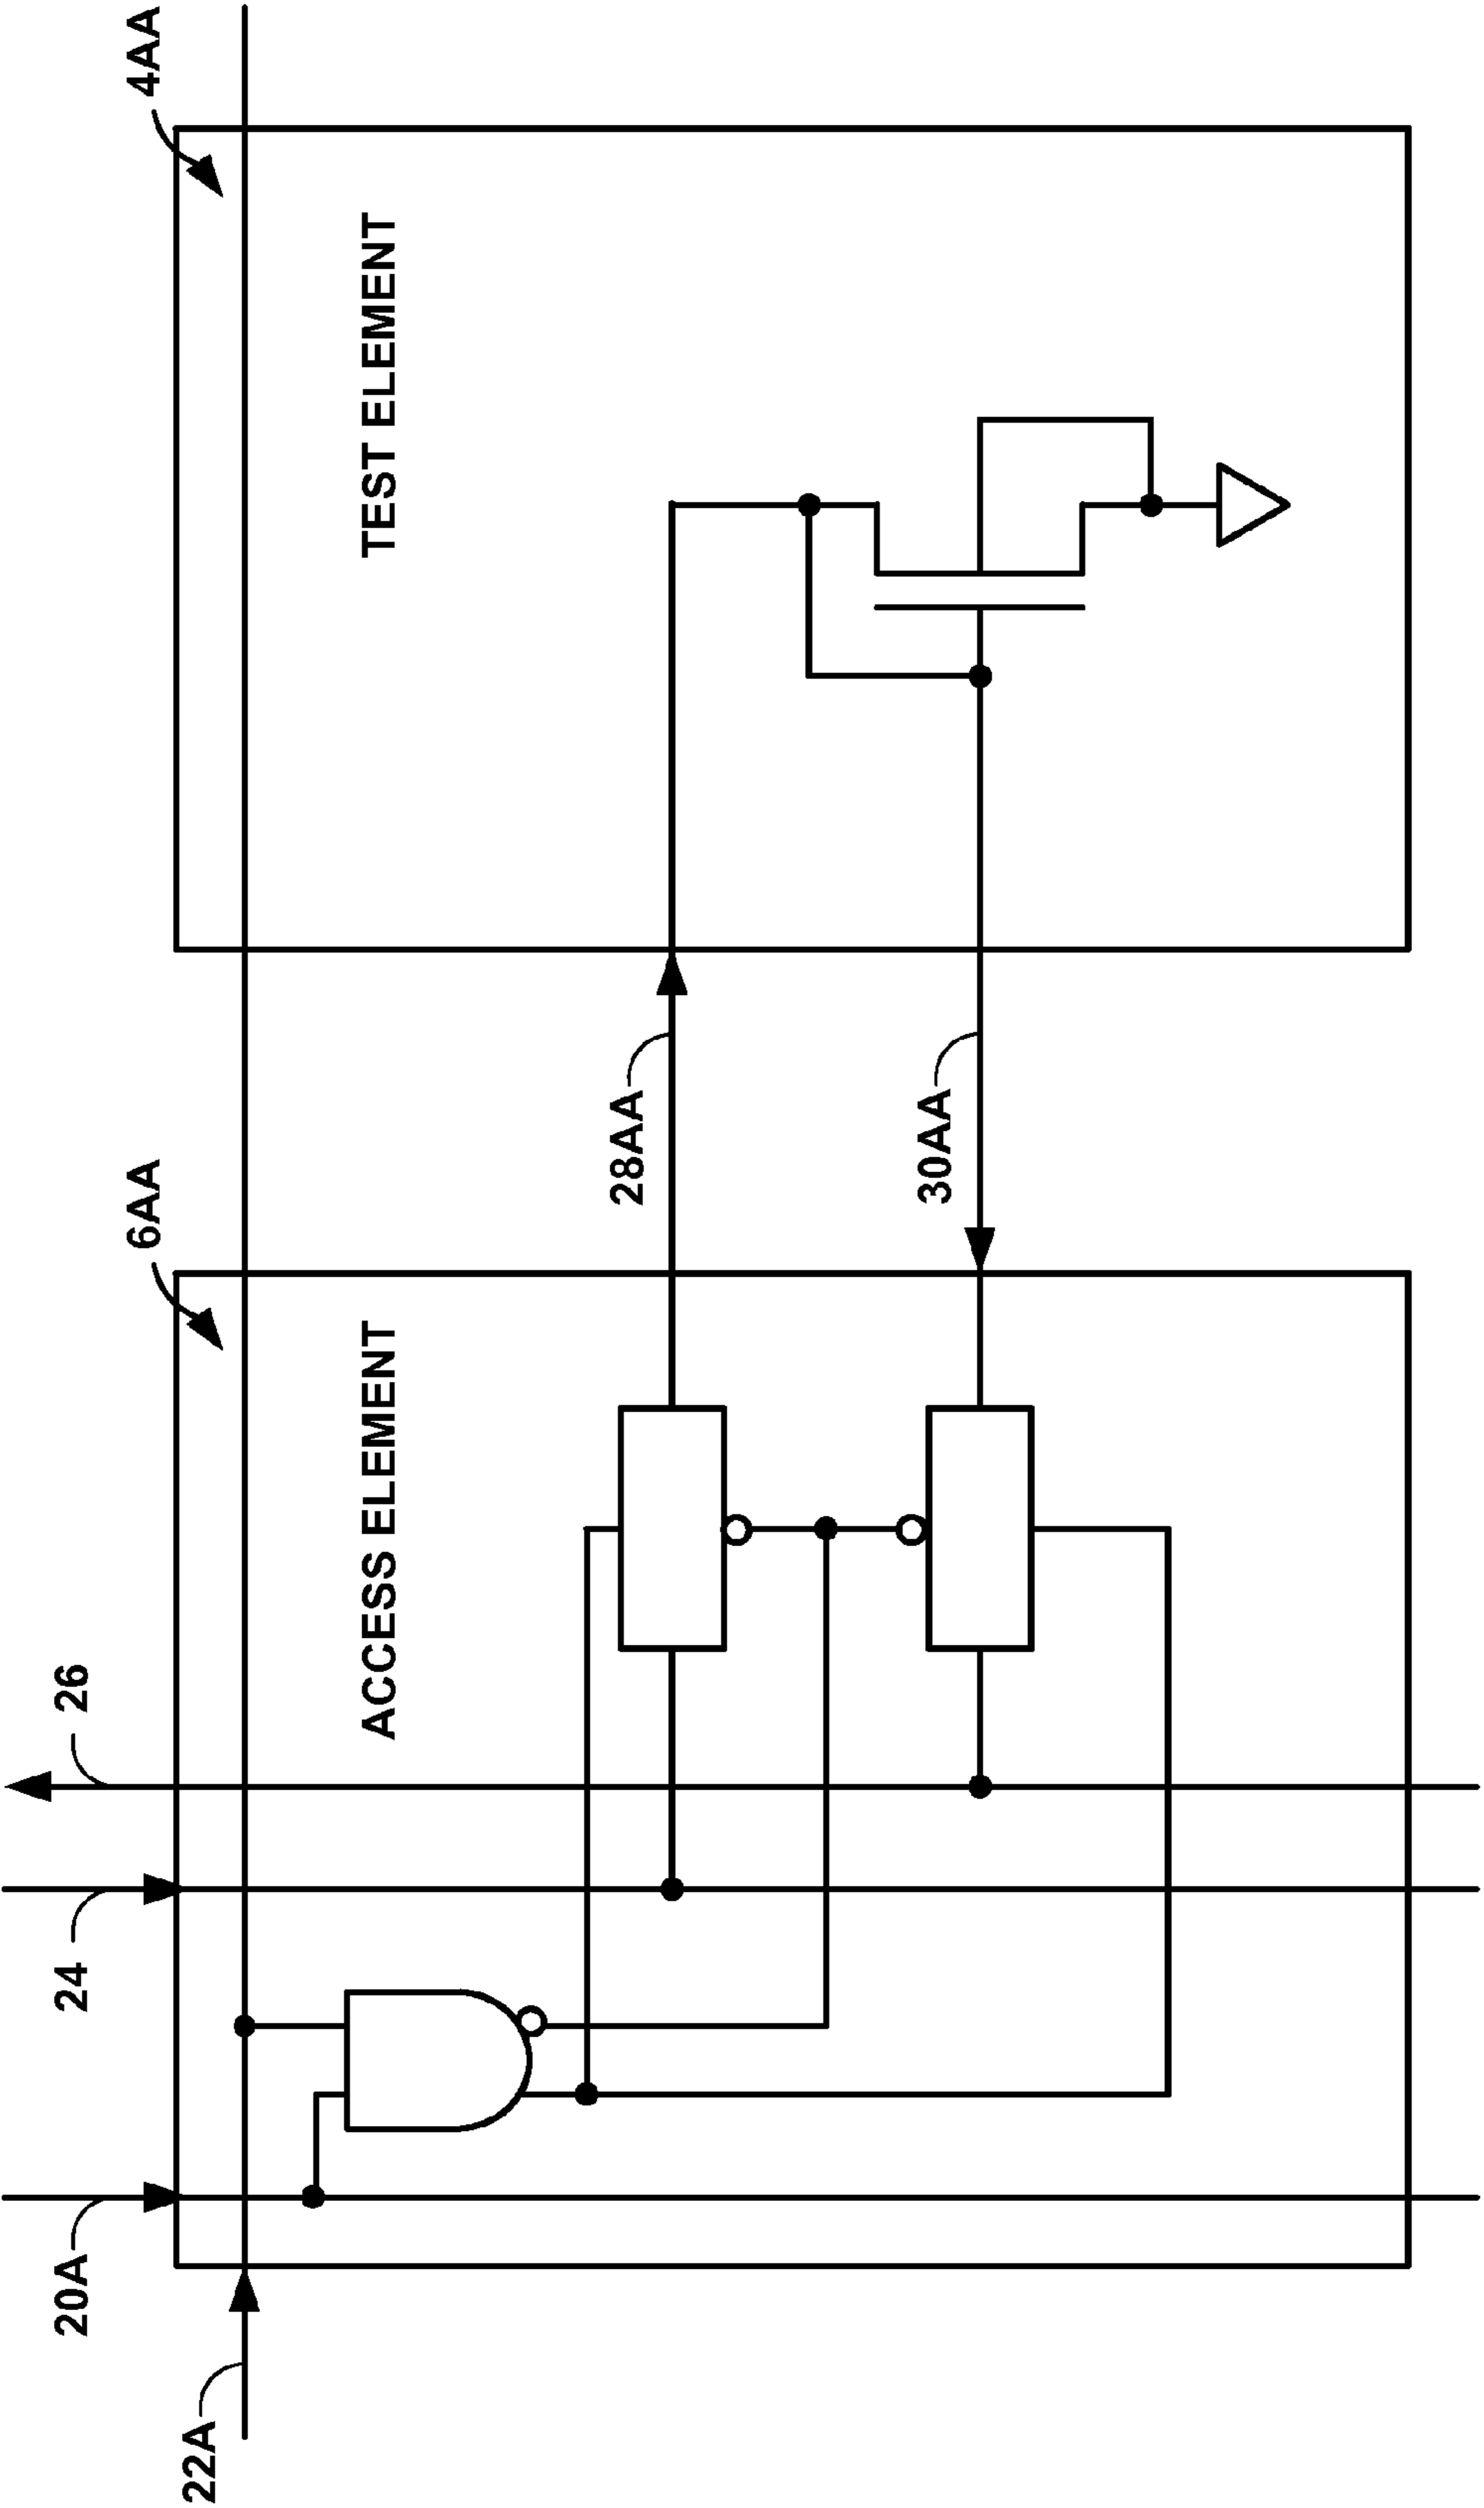 20A
24
26
22A
6AA
4AA
ACCESS ELEMENT
TEST ELEMENT
28AA
30AA